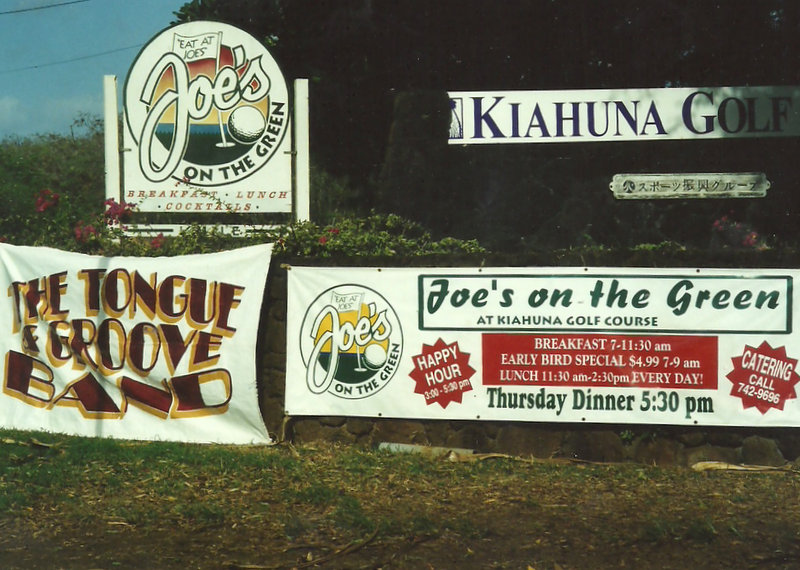 "EAT AT
JOES"
Joe's
ON THE GREEN
BREAKFAST · LUNCH
· COCKTAILS ·
KIAHUNA GOLF
スポーツ振興グループ
THE TONGUE
& GROOVE
BAND
EAT AT
JOE'S
Joe's
ON THE GREEN
Joe's on the Green
AT KIAHUNA GOLF COURSE
HAPPY
HOUR
3:00 - 5:30 pm
BREAKFAST 7-11:30 am
EARLY BIRD SPECIAL $4.99 7-9 am
LUNCH 11:30 am-2:30pm EVERY DAY!
Thursday Dinner 5:30 pm
CATERING
CALL
742-9696